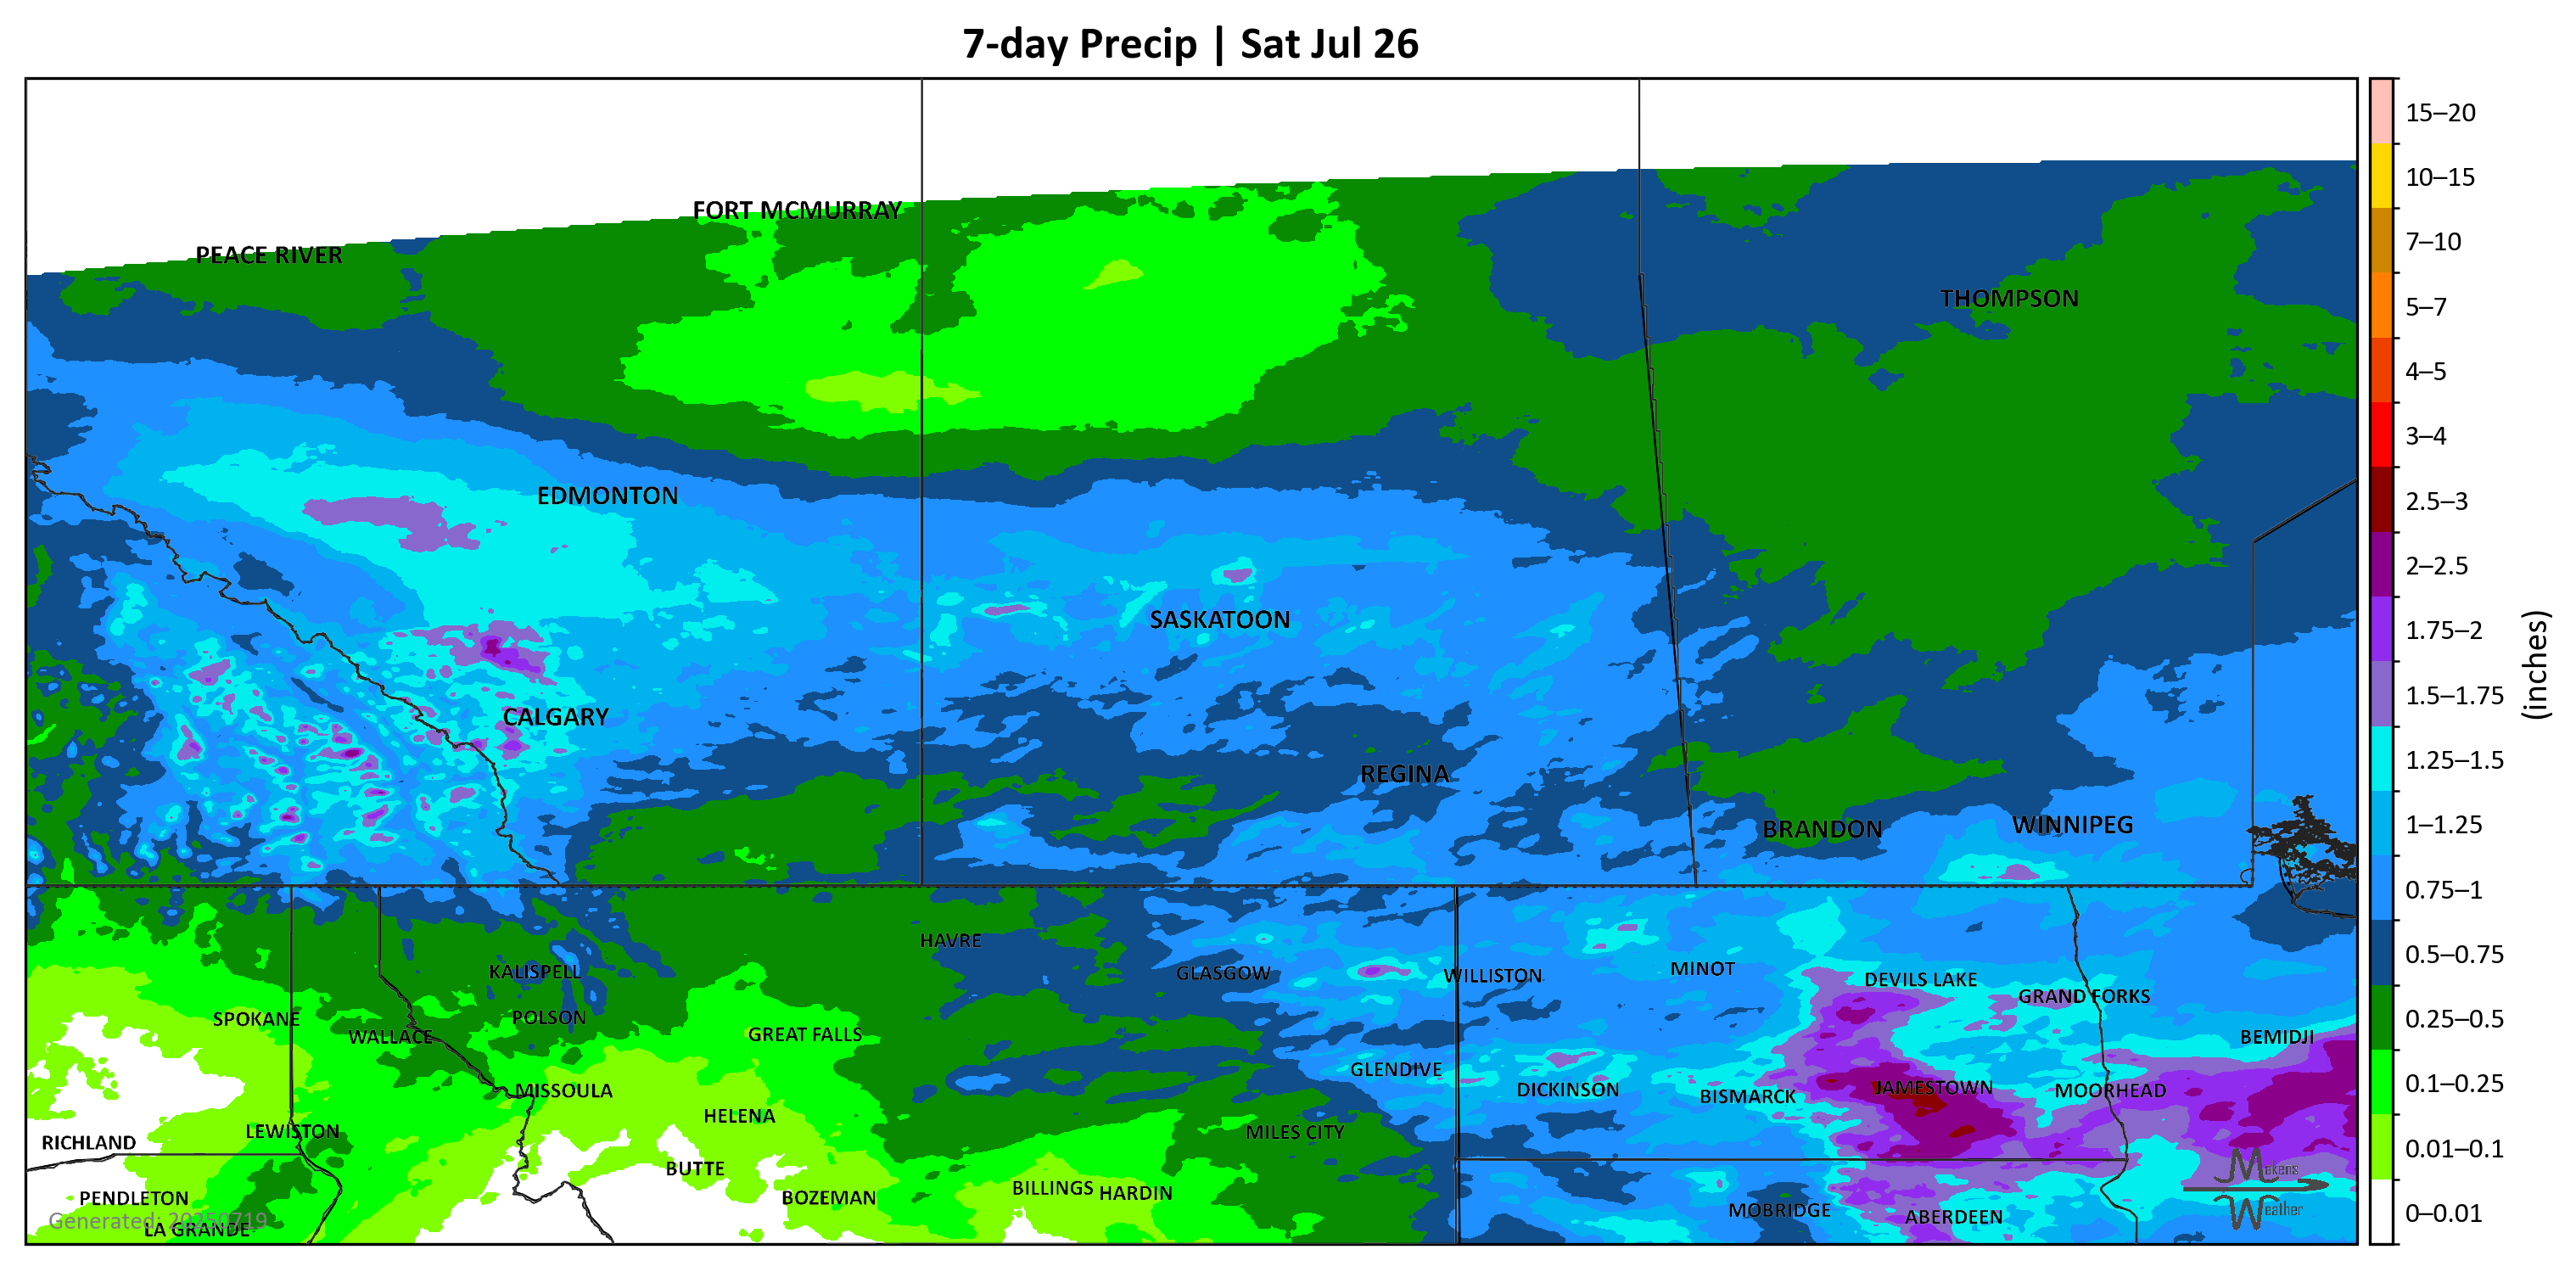 7-day Precip | Sat Jul 26
FORT MCMURRAY
PEACE RIVER
THOMPSON
EDMONTON
SASKATOON
CALGARY
REGINA
BRANDON
WINNIPEG
HAVRE
KALISPELL
GLASGOW
WILLISTON
MINOT
DEVILS LAKE
GRAND FORKS
SPOKANE
POLSON
WALLACE
GREAT FALLS
BEMIDJI
GLENDIVE
MISSOULA
DICKINSON
BISMARCK
JAMESTOWN
MOORHEAD
HELENA
LEWISTON
MILES CITY
RICHLAND
BUTTE
BILLINGS
HARDIN
PENDLETON
BOZEMAN
MOBRIDGE
ABERDEEN
Generated: 20250719
LA GRANDE
Makens
Weather
15–20
10–15
7–10
5–7
4–5
3–4
2.5–3
2–2.5
1.75–2
1.5–1.75
1.25–1.5
1–1.25
0.75–1
0.5–0.75
0.25–0.5
0.1–0.25
0.01–0.1
0–0.01
(inches)